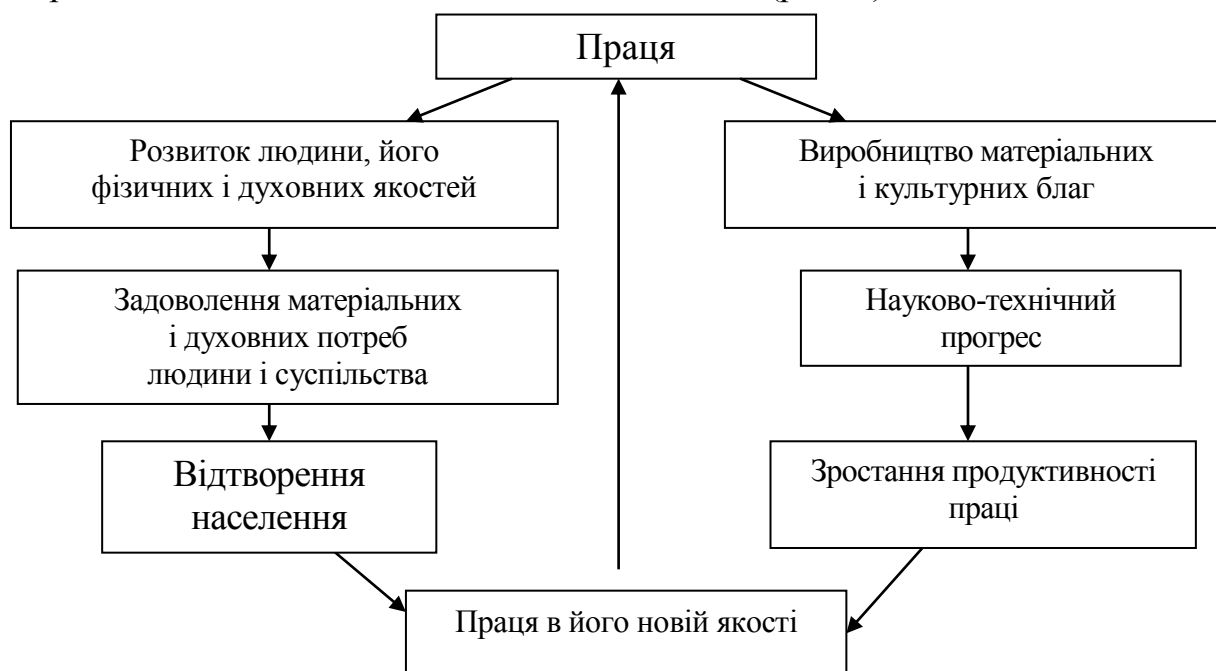 Праця
Розвиток людини, його
фізичних і духовних якостей
Виробництво матеріальних
і культурних благ
Задоволення матеріальних
і духовних потреб
людини і суспільства
Науково-технічний
прогрес
Відтворення
населення
Зростання продуктивності
праці
Праця в його новій якості